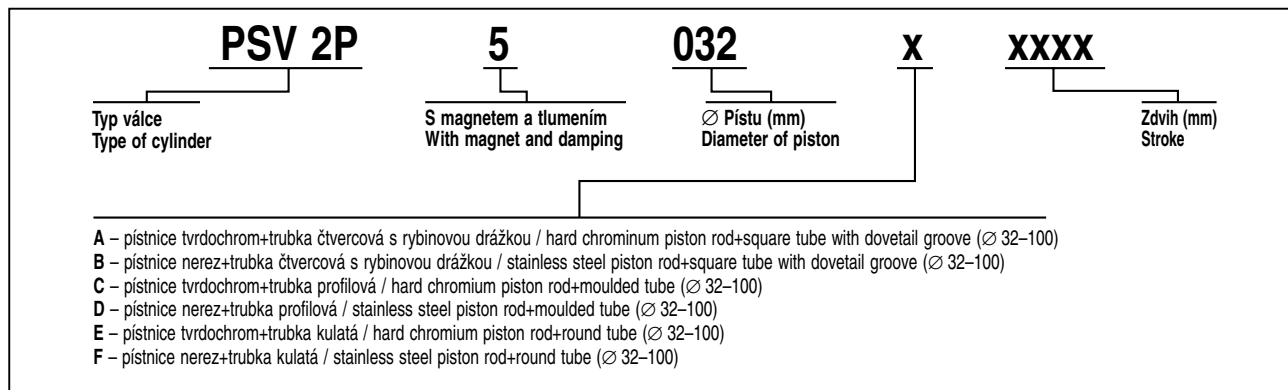 PSV 2P 5 032 x xxxx
Typ válce S magnetem a tlumením ∅ Pístu (mm) Zdvih (mm)
Type of cylinder With magnet and damping Diameter of piston Stroke
A – pístnice tvrdochrom+trubka čtvercová s rybinovou drážkou / hard chrominum piston rod+square tube with dovetail groove (∅ 32–100)
B – pístnice nerez+trubka čtvercová s rybinovou drážkou / stainless steel piston rod+square tube with dovetail groove (∅ 32–100)
C – pístnice tvrdochrom+trubka profilová / hard chromium piston rod+moulded tube (∅ 32–100)
D – pístnice nerez+trubka profilová / stainless steel piston rod+moulded tube (∅ 32–100)
E – pístnice tvrdochrom+trubka kulatá / hard chromium piston rod+round tube (∅ 32–100)
F – pístnice nerez+trubka kulatá / stainless steel piston rod+round tube (∅ 32–100)